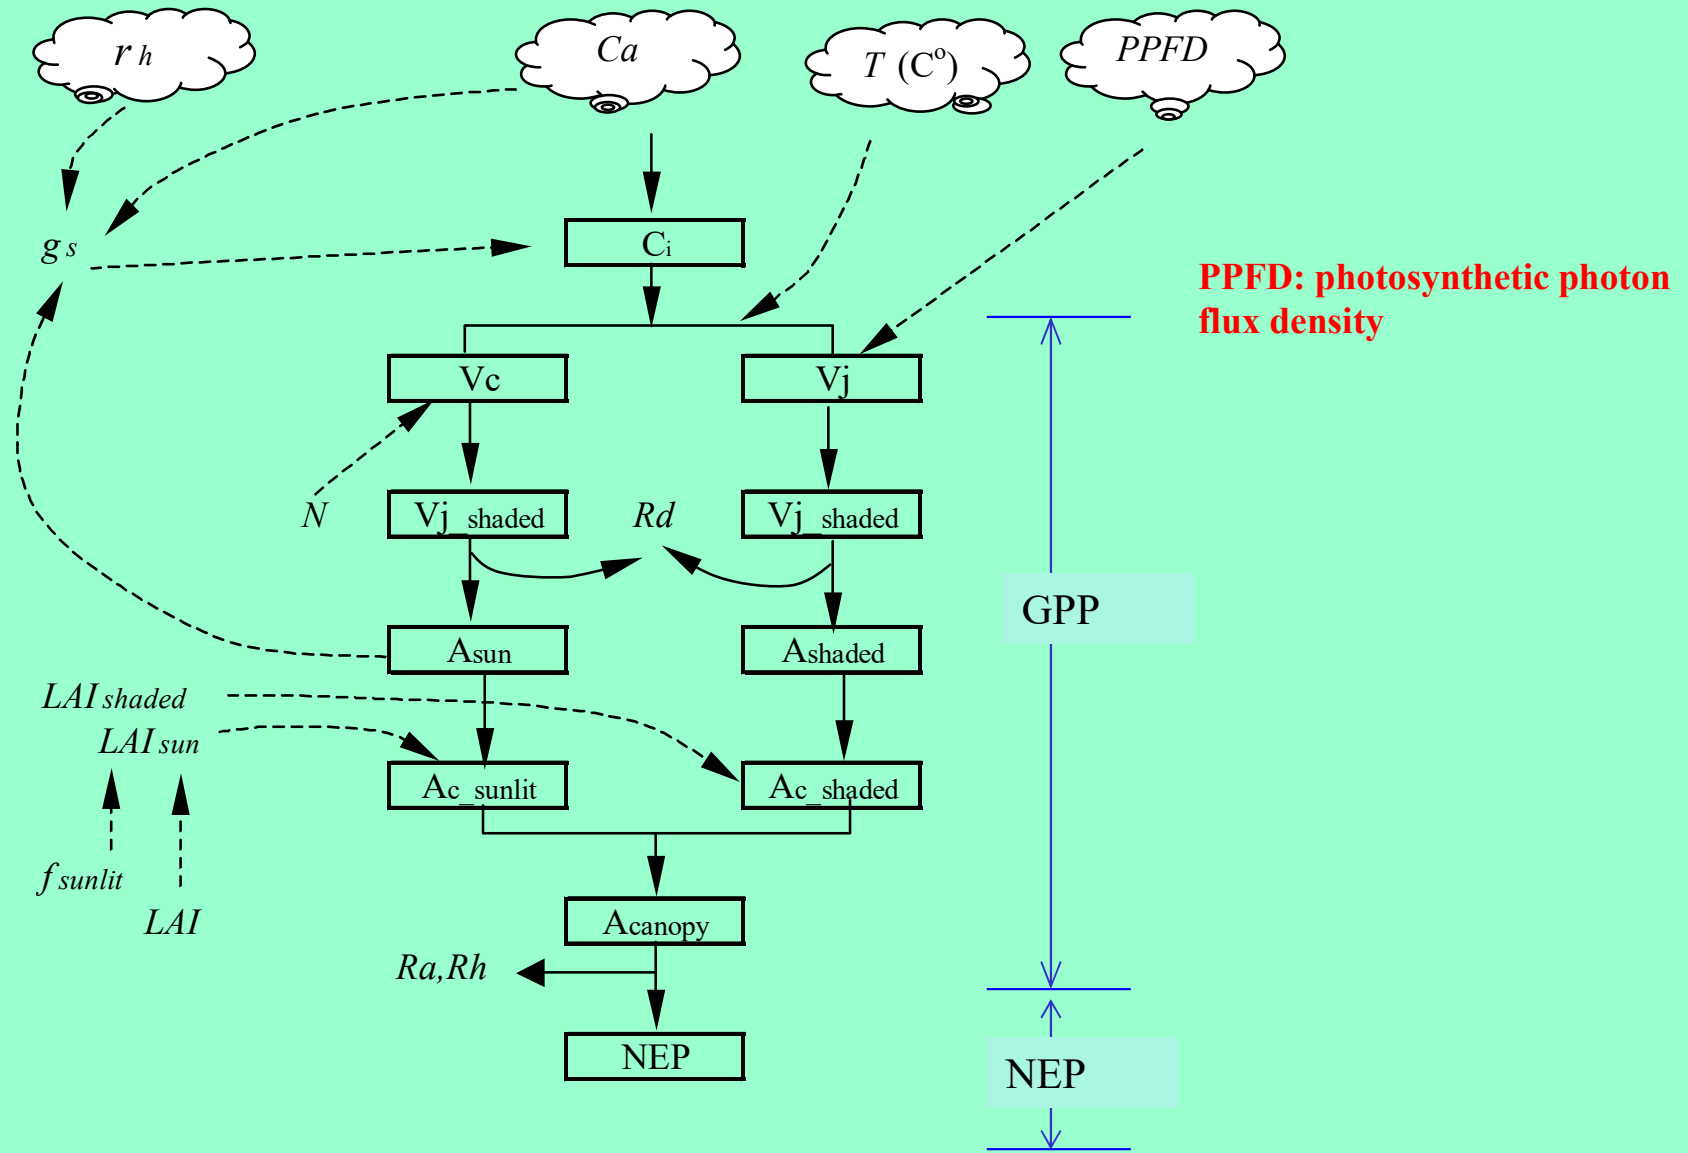 r h
Ca
T (C°)
PPFD
g s
Ci
PPFD: photosynthetic photon
flux density
Vc
Vj
N
Vj_shaded
Rd
Vj_shaded
GPP
Asun
Ashaded
LAI shaded
LAI sun
Ac_sunlit
Ac_shaded
f sunlit
LAI
Acanopy
Ra,Rh
NEP
NEP